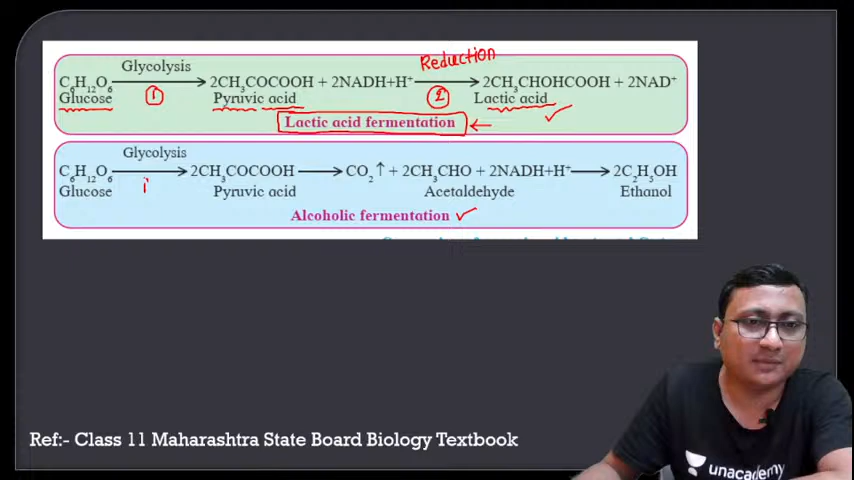 Reduction
Glycolysis
C6H12O6 ⟶ 2CH3COCOOH + 2NADH+H+ ⟶ 2CH3CHOHCOOH + 2NAD+
Glucose 1 Pyruvic acid 2 Lactic acid
Lactic acid fermentation
Glycolysis
C6H12O6 ⟶ 2CH3COCOOH ⟶ CO2↑ + 2CH3CHO + 2NADH+H+ ⟶ 2C2H5OH
Glucose Pyruvic acid Acetaldehyde Ethanol
Alcoholic fermentation
Ref:- Class 11 Maharashtra State Board Biology Textbook
unacademy